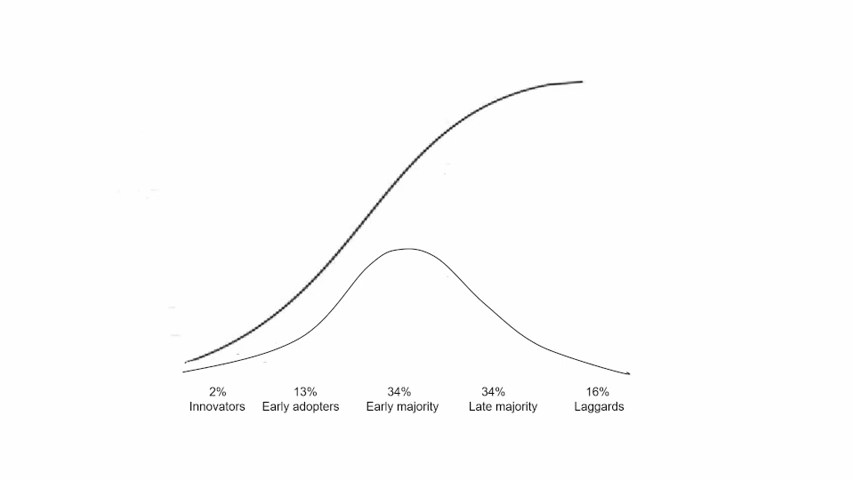 2% 13% 34% 34% 16%
Innovators Early adopters Early majority Late majority Laggards